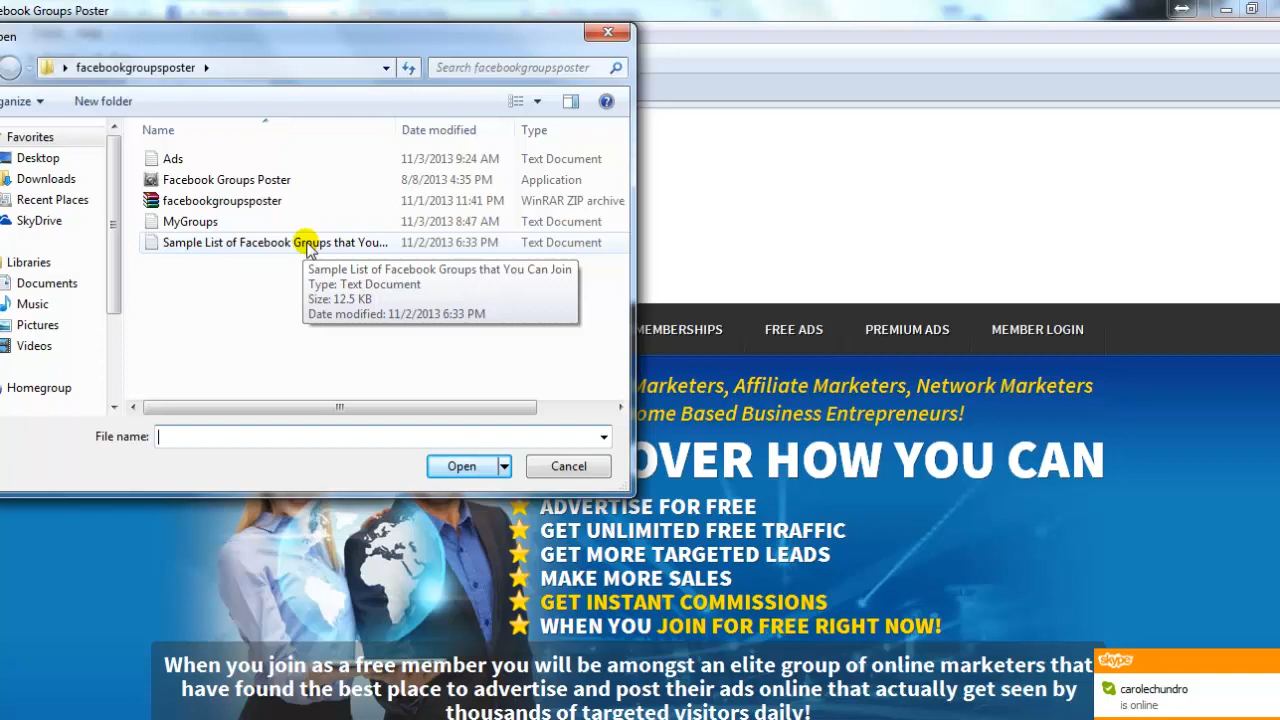 ebook Groups Poster
pen
facebookgroupsposter
Search facebookgroupsposter
ganize
New folder
Favorites
Desktop
Downloads
Recent Places
SkyDrive
Libraries
Documents
Music
Pictures
Videos
Homegroup
Name Date modified Type
Ads 11/3/2013 9:24 AM Text Document
Facebook Groups Poster 8/8/2013 4:35 PM Application
facebookgroupsposter 11/1/2013 11:41 PM WinRAR ZIP archive
MyGroups 11/3/2013 8:47 AM Text Document
Sample List of Facebook Groups that You... 11/2/2013 6:33 PM Text Document
Sample List of Facebook Groups that You Can Join
Type: Text Document
Size: 12.5 KB
Date modified: 11/2/2013 6:33 PM
File name:
Open
Cancel
MEMBERSHIPS FREE ADS PREMIUM ADS MEMBER LOGIN
Marketers, Affiliate Marketers, Network Marketers
ome Based Business Entrepreneurs!
OVER HOW YOU CAN
ADVERTISE FOR FREE
GET UNLIMITED FREE TRAFFIC
GET MORE TARGETED LEADS
MAKE MORE SALES
GET INSTANT COMMISSIONS
WHEN YOU JOIN FOR FREE RIGHT NOW!
When you join as a free member you will be amongst an elite group of online marketers that
have found the best place to advertise and post their ads online that actually get seen by
thousands of targeted visitors daily!
skype
carolechundro
is online